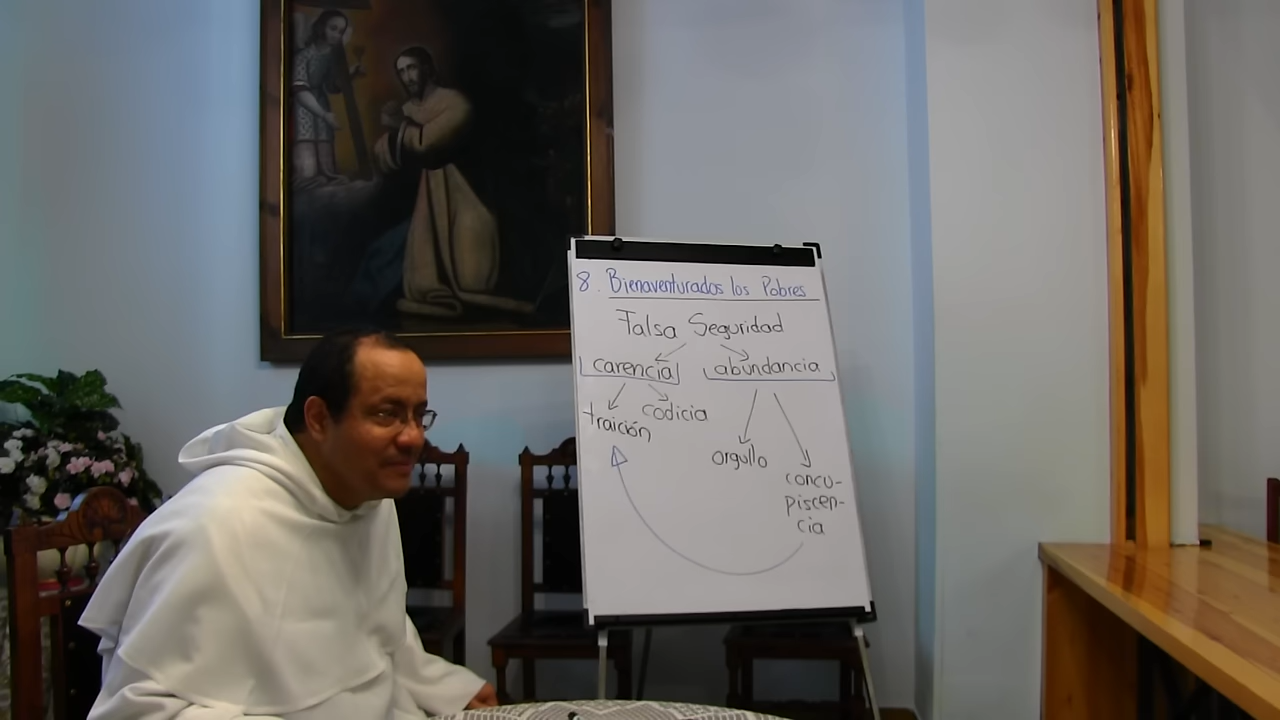 8. Bienaventurados los Pobres
Falsa Seguridad
carencia abundancia
traición codicia
orgullo
concu-
piscen-
cia